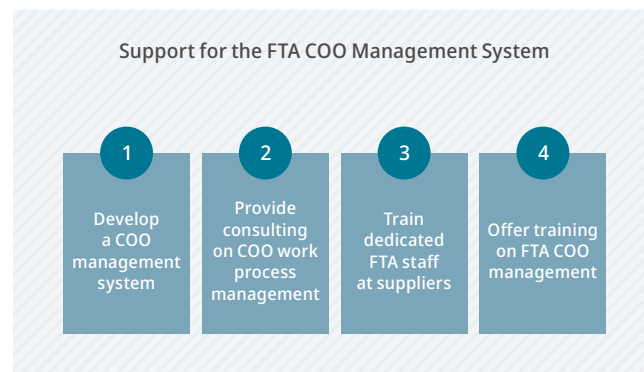 Support for the FTA COO Management System
1
Develop
a COO
management
system
2
Provide
consulting
on COO work
process
management
3
Train
dedicated
FTA staff
at suppliers
4
Offer training
on FTA COO
management